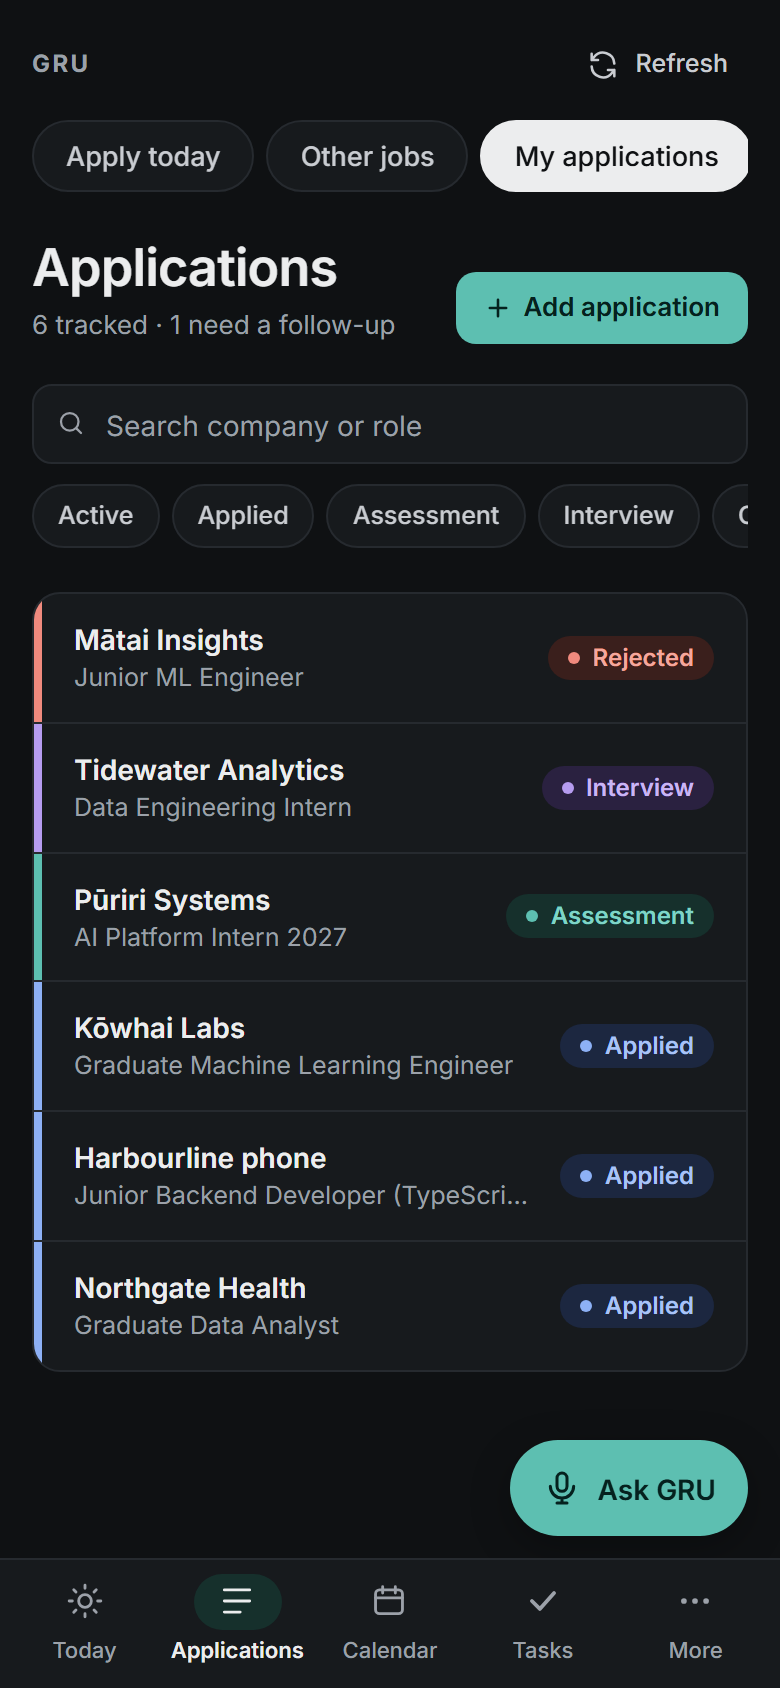 GRU
Refresh
Apply today
Other jobs
My applications
Applications
6 tracked · 1 need a follow-up
+ Add application
Search company or role
Active
Applied
Assessment
Interview
Mātai Insights
Junior ML Engineer
Rejected
Tidewater Analytics
Data Engineering Intern
Interview
Pūriri Systems
AI Platform Intern 2027
Assessment
Kōwhai Labs
Graduate Machine Learning Engineer
Applied
Harbourline phone
Junior Backend Developer (TypeScri...
Applied
Northgate Health
Graduate Data Analyst
Applied
Ask GRU
Today
Applications
Calendar
Tasks
More